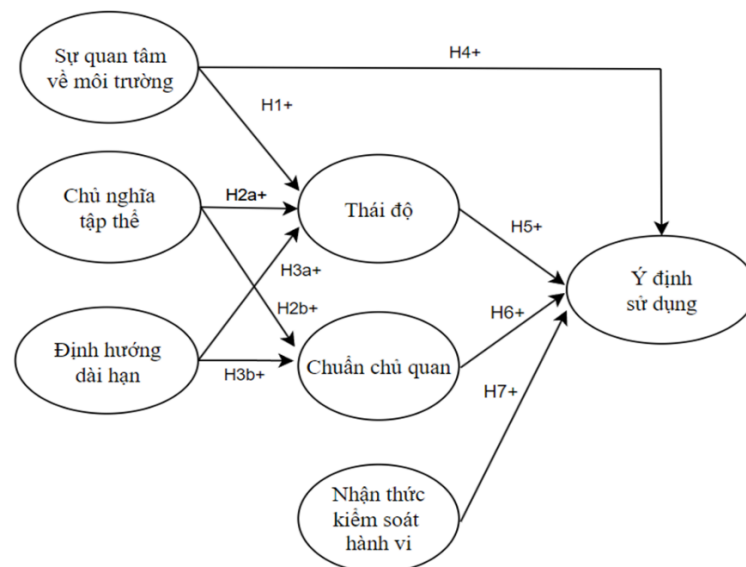 Sự quan tâm
về môi trường
H4+
H1+
Chủ nghĩa
tập thể
H2a+
Thái độ
H5+
H3a+
Ý định
sử dụng
H2b+
H6+
Định hướng
dài hạn
H3b+
Chuẩn chủ quan
H7+
Nhận thức
kiểm soát
hành vi